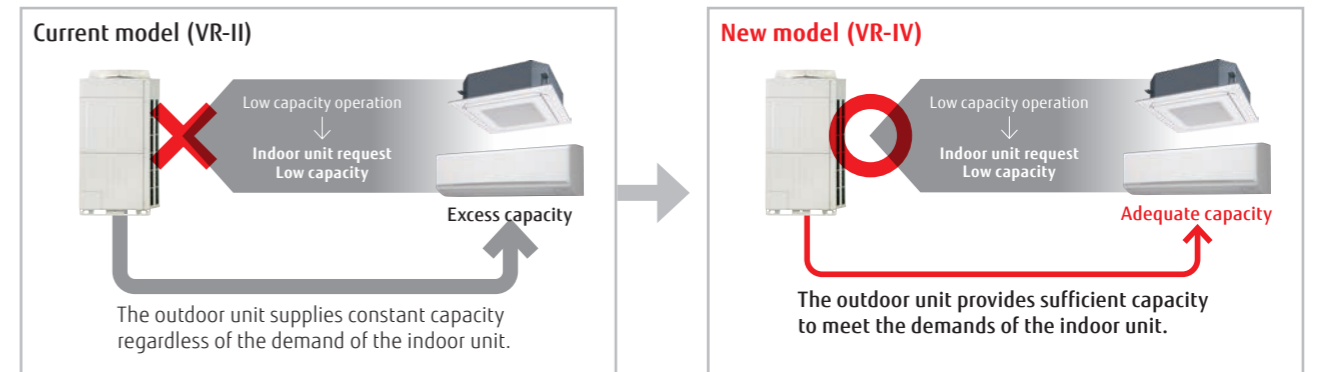 Current model (VR-II)
Low capacity operation
Indoor unit request
Low capacity
Excess capacity
The outdoor unit supplies constant capacity
regardless of the demand of the indoor unit.
New model (VR-IV)
Low capacity operation
Indoor unit request
Low capacity
Adequate capacity
The outdoor unit provides sufficient capacity
to meet the demands of the indoor unit.